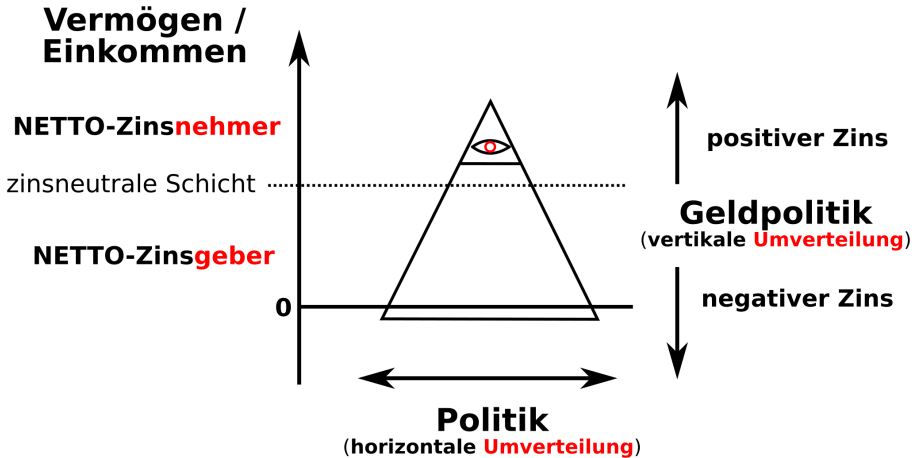 Vermögen /
Einkommen
NETTO-Zinsnehmer
zinsneutrale Schicht
NETTO-Zinsgeber
0
positiver Zins
Geldpolitik
(vertikale Umverteilung)
negativer Zins
Politik
(horizontale Umverteilung)